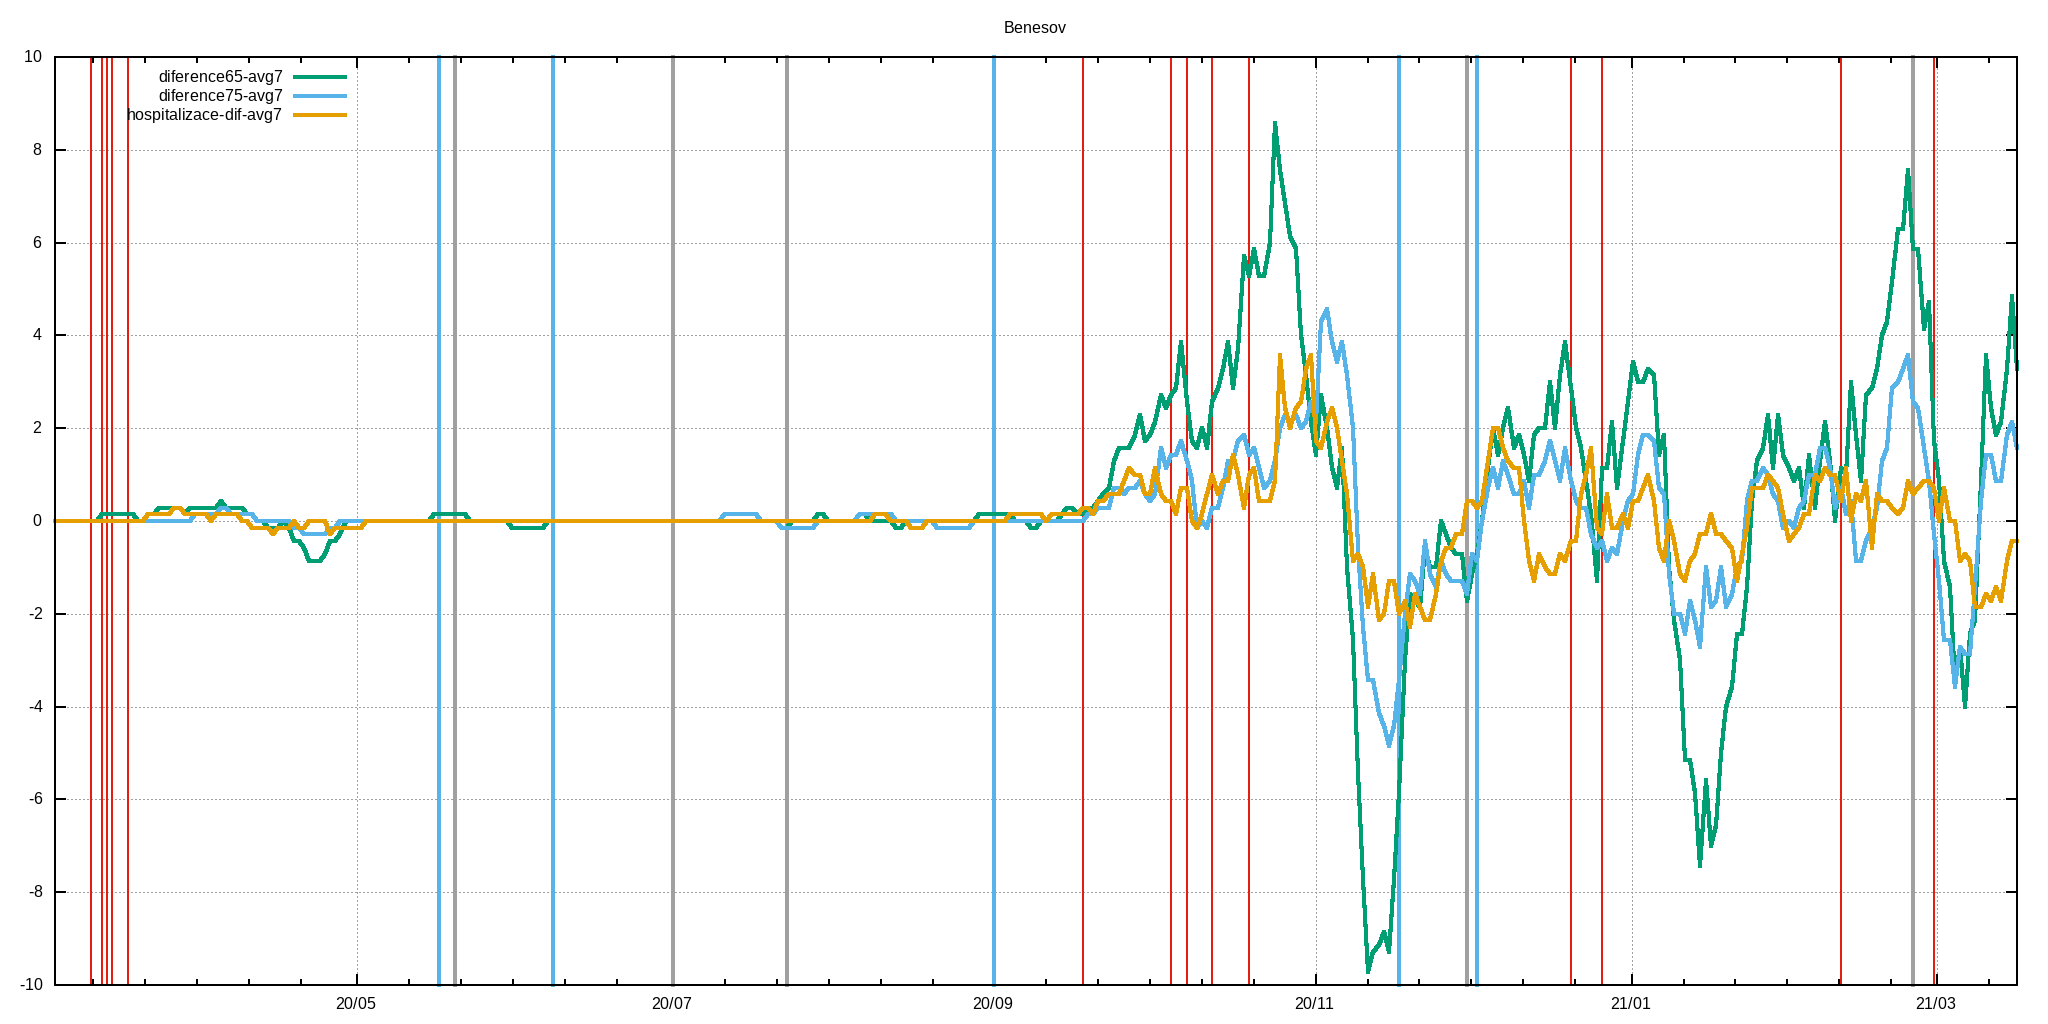 Benesov
10
diference65-avg7
diference75-avg7
hospitalizace-dif-avg7
8
6
4
2
0
-2
-4
-6
-8
-10
20/05 20/07 20/09 20/11 21/01 21/03